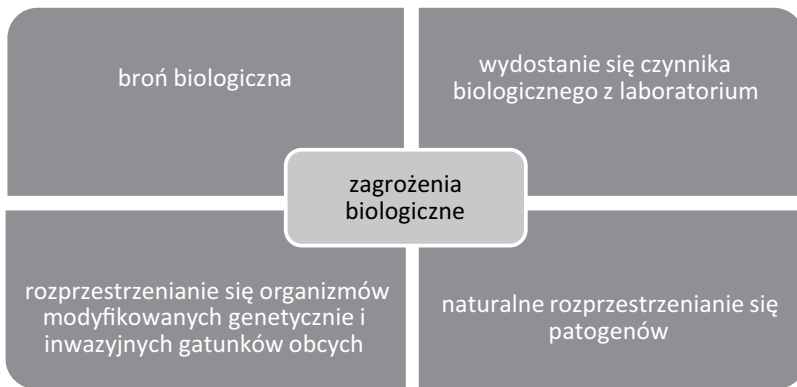 broń biologiczna
wydostanie się czynnika
biologicznego z laboratorium
zagrożenia
biologiczne
rozprzestrzenianie się organizmów
modyfikowanych genetycznie i
inwazyjnych gatunków obcych
naturalne rozprzestrzenianie się
patogenów